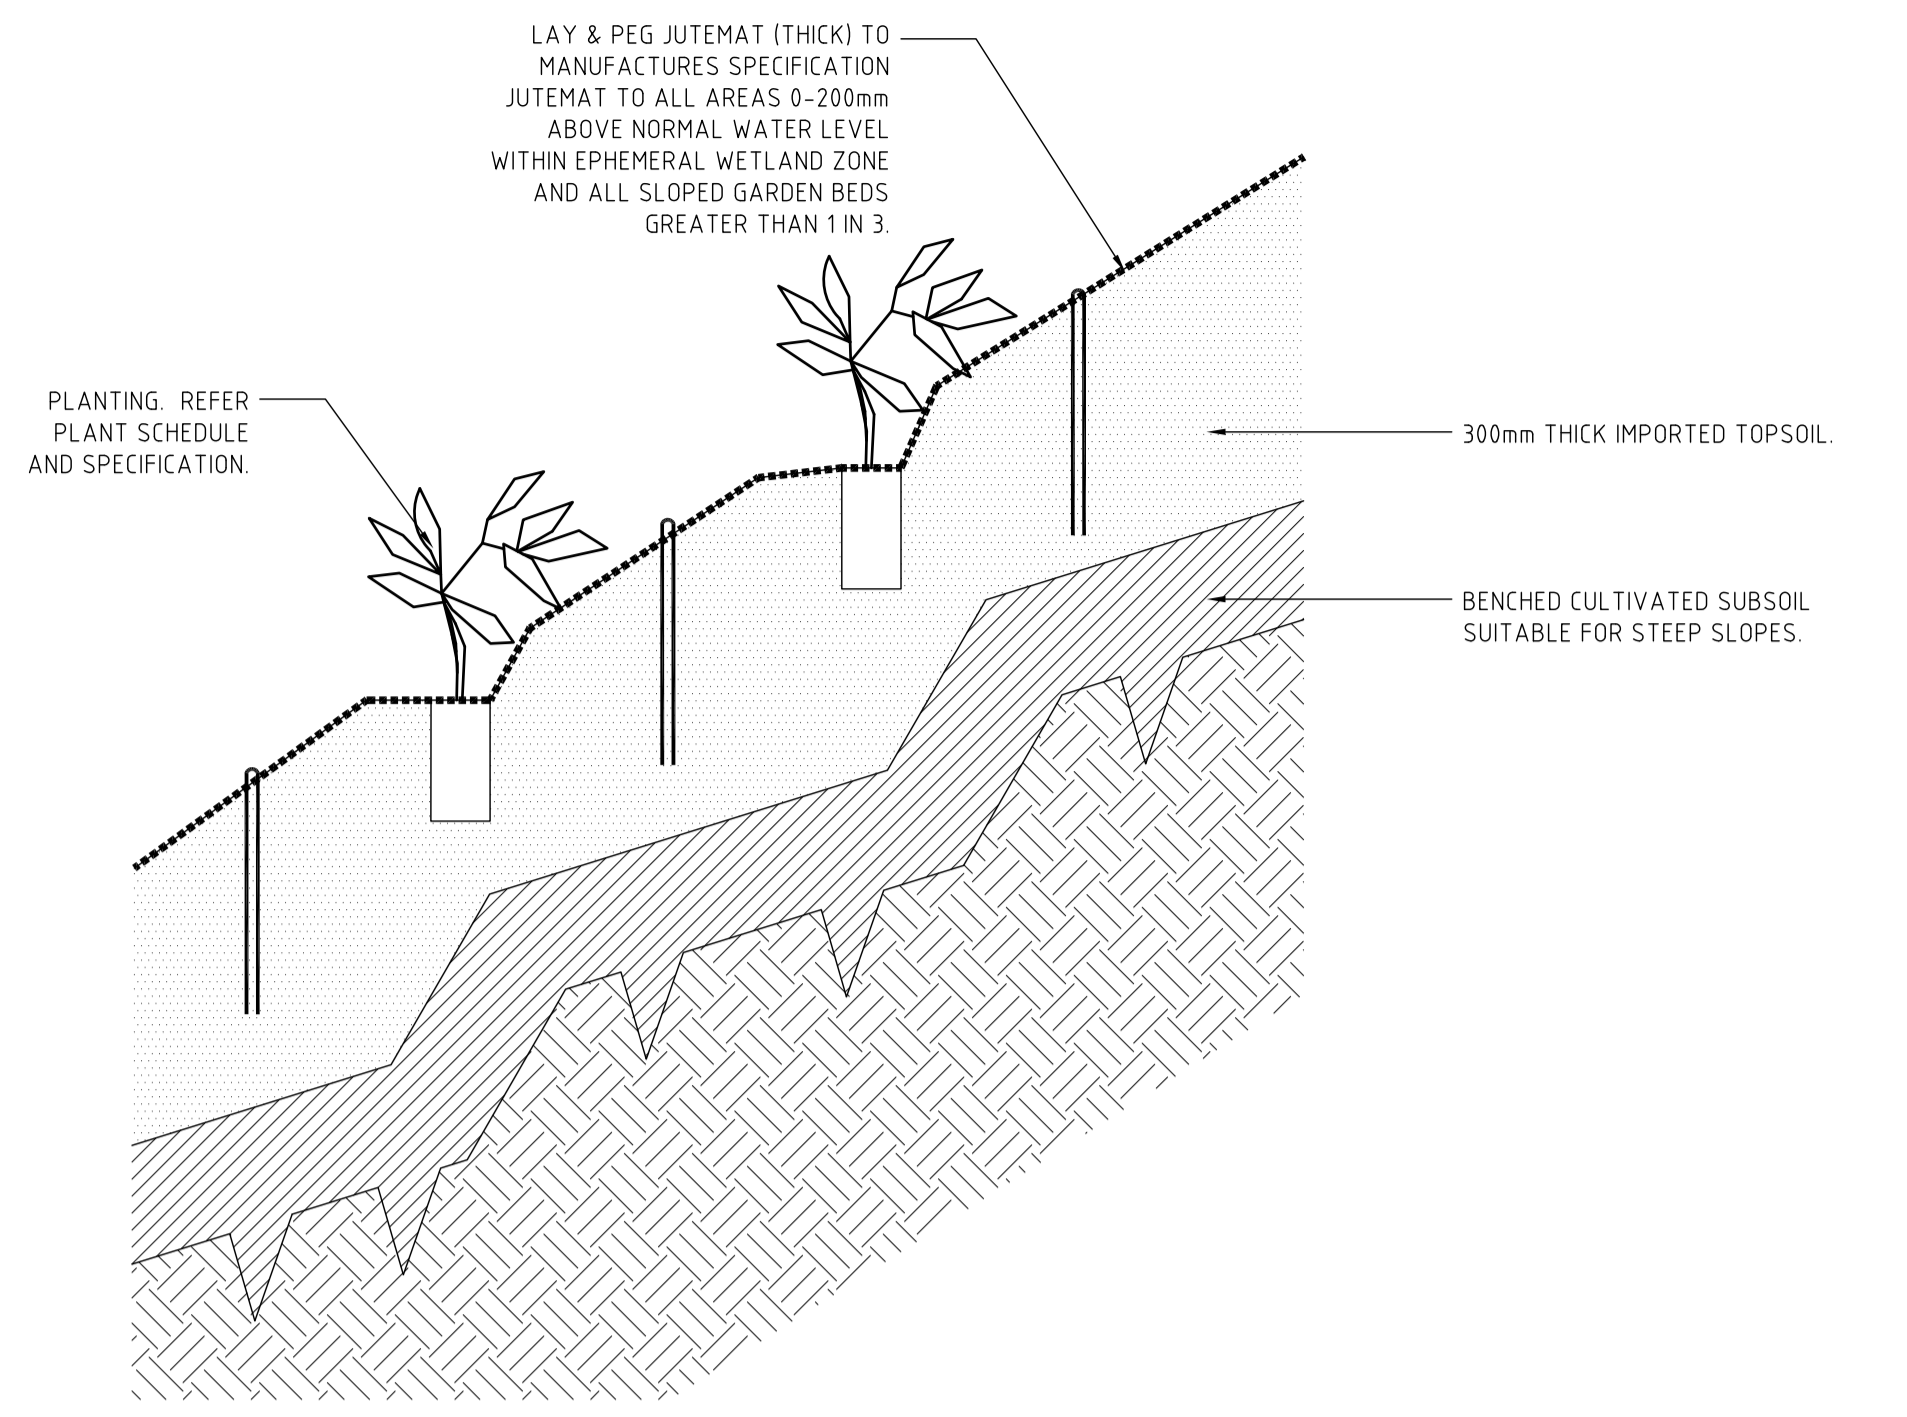 LAY & PEG JUTEMAT (THICK) TO
MANUFACTURES SPECIFICATION
JUTEMAT TO ALL AREAS 0-200mm
ABOVE NORMAL WATER LEVEL
WITHIN EPHEMERAL WETLAND ZONE
AND ALL SLOPED GARDEN BEDS
GREATER THAN 1 IN 3.
PLANTING. REFER
PLANT SCHEDULE
AND SPECIFICATION.
300mm THICK IMPORTED TOPSOIL.
BENCHED CULTIVATED SUBSOIL
SUITABLE FOR STEEP SLOPES.